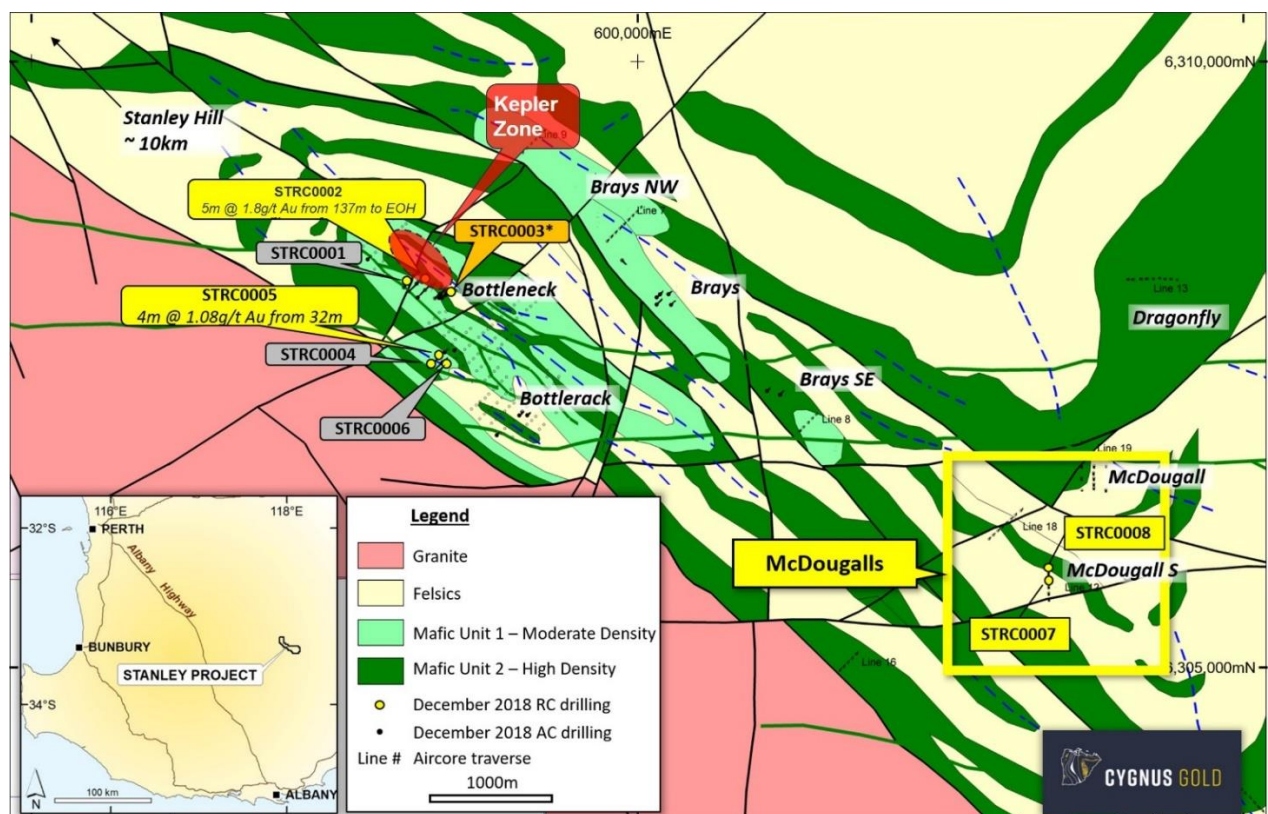 600,000mE
6,310,000mN
Stanley Hill
~ 10km
Kepler
Zone
Line 9
STRC0002
5m @ 1.8g/t Au from 137m to EOH
Brays NW
Line 7
STRC0001
STRC0003*
STRC0005
4m @ 1.08g/t Au from 32m
Bottleneck
Brays
Line 13
Dragonfly
STRC0004
Brays SE
Bottlerack
Line 8
STRC0006
Line 19
McDougall
Line 18
STRC0008
McDougalls
McDougall S
Line 12
STRC0007
Line 16
6,305,000mN
116°E
118°E
32°S
PERTH
Albany
Highway
BUNBURY
STANLEY PROJECT
34°S
N
100 km
ALBANY
Legend
Granite
Felsics
Mafic Unit 1 – Moderate Density
Mafic Unit 2 – High Density
December 2018 RC drilling
December 2018 AC drilling
Line # Aircore traverse
1000m
CYGNUS GOLD